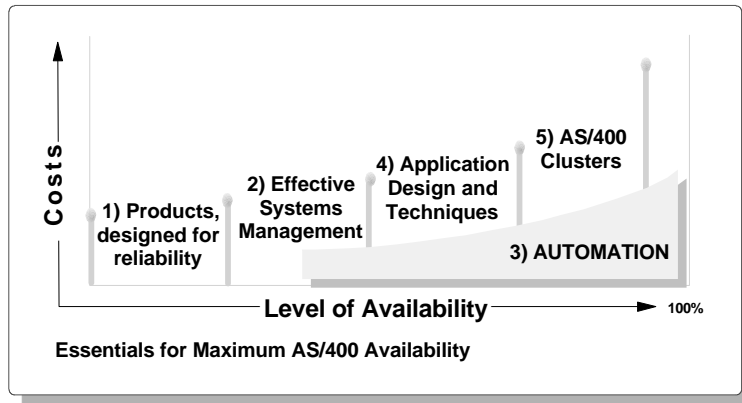 Costs
1) Products,
designed for
reliability
2) Effective
Systems
Management
4) Application
Design and
Techniques
5) AS/400
Clusters
3) AUTOMATION
Level of Availability
100%
Essentials for Maximum AS/400 Availability